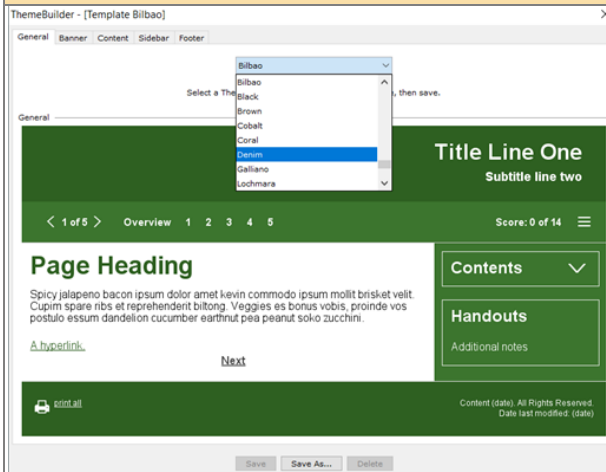 ThemeBuilder - [Template Bilbao]
General Banner Content Sidebar Footer
Bilbao
Bilbao
Select a The , then save.
Black
Brown
General
Cobalt
Coral
Denim
Galliano
Lochmara
Title Line One
Subtitle line two
< 1 of 5 > Overview 1 2 3 4 5
Score: 0 of 14
Page Heading
Spicy jalapeno bacon ipsum dolor amet kevin commodo ipsum mollit brisket velit.
Cupim spare ribs et reprehenderit biltong. Veggies es bonus vobis, proinde vos
postulo essum dandelion cucumber earthnut pea peanut soko zucchini.
A hyperlink.
Next
Contents
Handouts
Additional notes
print all
Content (date). All Rights Reserved.
Date last modified: (date)
Save Save As... Delete